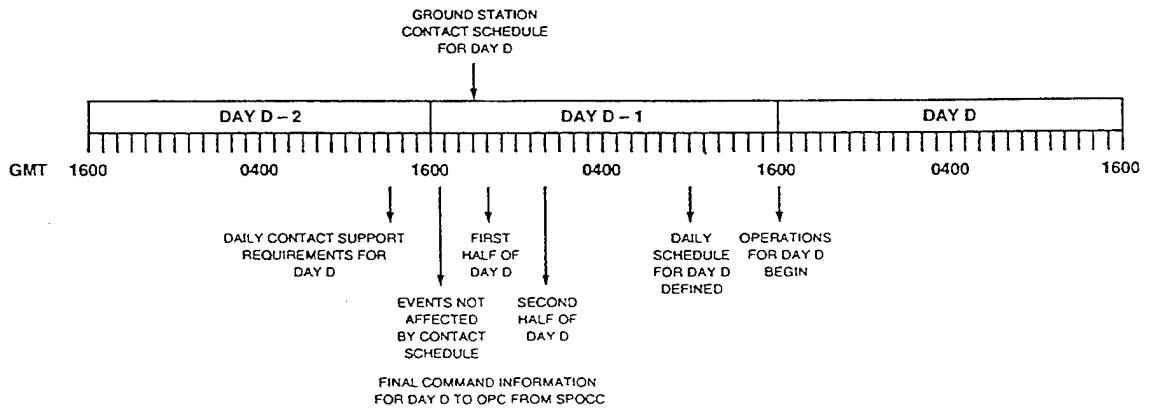 GROUND STATION
CONTACT SCHEDULE
FOR DAY D
DAY D – 2
DAY D – 1
DAY D
GMT
1600
0400
1600
0400
1600
0400
1600
DAILY CONTACT SUPPORT
REQUIREMENTS FOR
DAY D
FIRST
HALF OF
DAY D
DAILY
SCHEDULE
FOR DAY D
DEFINED
OPERATIONS
FOR DAY D
BEGIN
EVENTS NOT
AFFECTED
BY CONTACT
SCHEDULE
SECOND
HALF OF
DAY D
FINAL COMMAND INFORMATION
FOR DAY D TO OPC FROM SPOCC